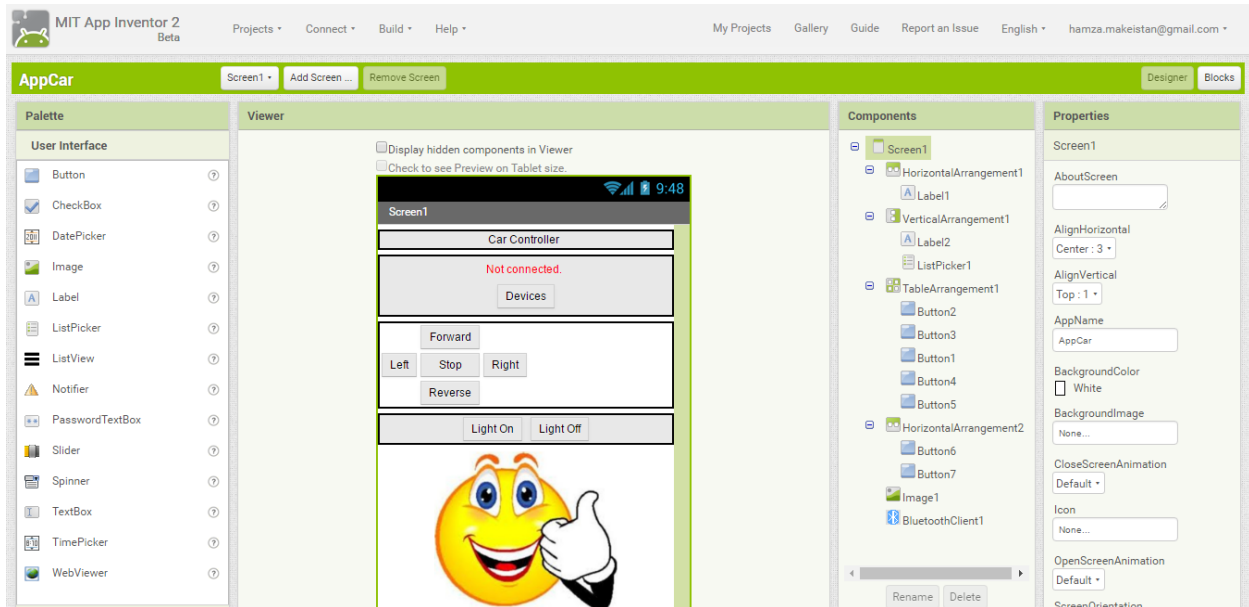 MIT App Inventor 2
Beta
Projects Connect Build Help My Projects Gallery Guide Report an Issue English hamza.makeistan@gmail.com
AppCar Screen1 Add Screen ... Remove Screen Designer Blocks
Palette
User Interface
Button
CheckBox
DatePicker
Image
Label
ListPicker
ListView
Notifier
PasswordTextBox
Slider
Spinner
TextBox
TimePicker
WebViewer
Viewer
Display hidden components in Viewer
Check to see Preview on Tablet size.
9:48
Screen1
Car Controller
Not connected.
Devices
Forward
Left Stop Right
Reverse
Light On Light Off
Components
Screen1
HorizontalArrangement1
Label1
VerticalArrangement1
Label2
ListPicker1
TableArrangement1
Button2
Button3
Button1
Button4
Button5
HorizontalArrangement2
Button6
Button7
Image1
BluetoothClient1
Rename Delete
Properties
Screen1
AboutScreen
AlignHorizontal
Center : 3
AlignVertical
Top : 1
AppName
AppCar
BackgroundColor
White
BackgroundImage
None...
CloseScreenAnimation
Default
Icon
None...
OpenScreenAnimation
Default
ScreenOrientation